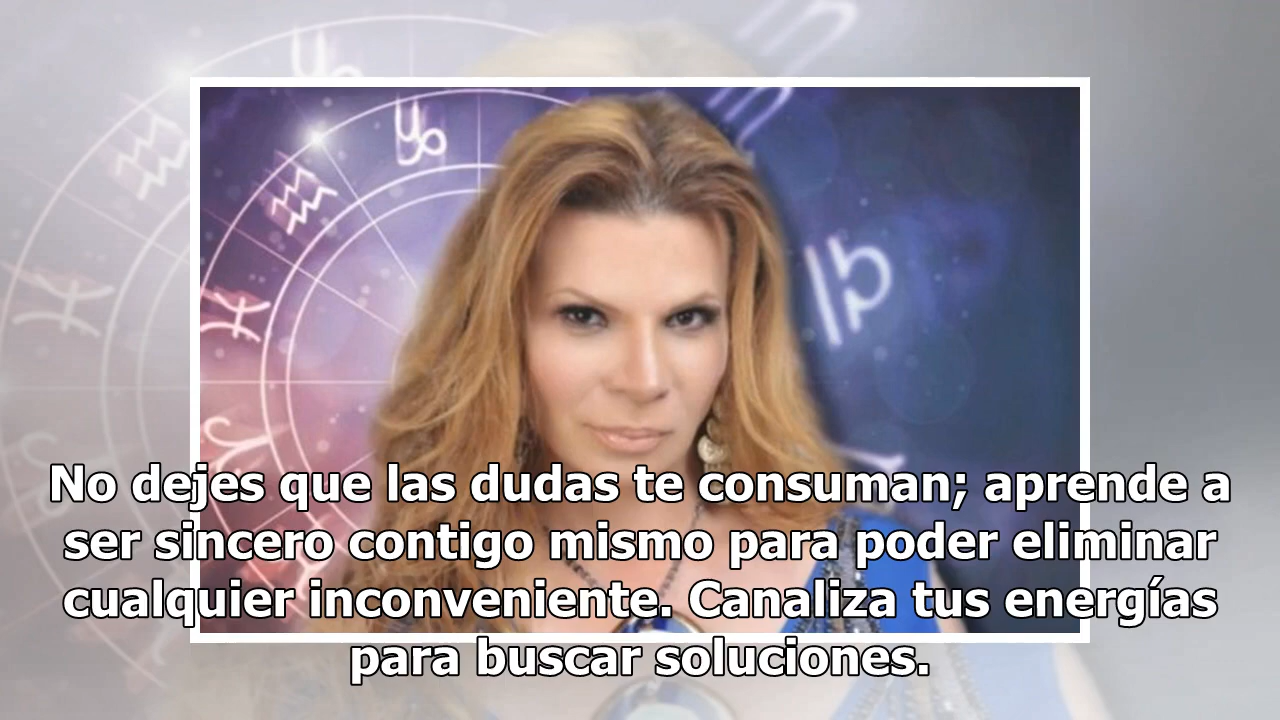 No dejes que las dudas te consuman; aprende a
ser sincero contigo mismo para poder eliminar
cualquier inconveniente. Canaliza tus energías
para buscar soluciones.